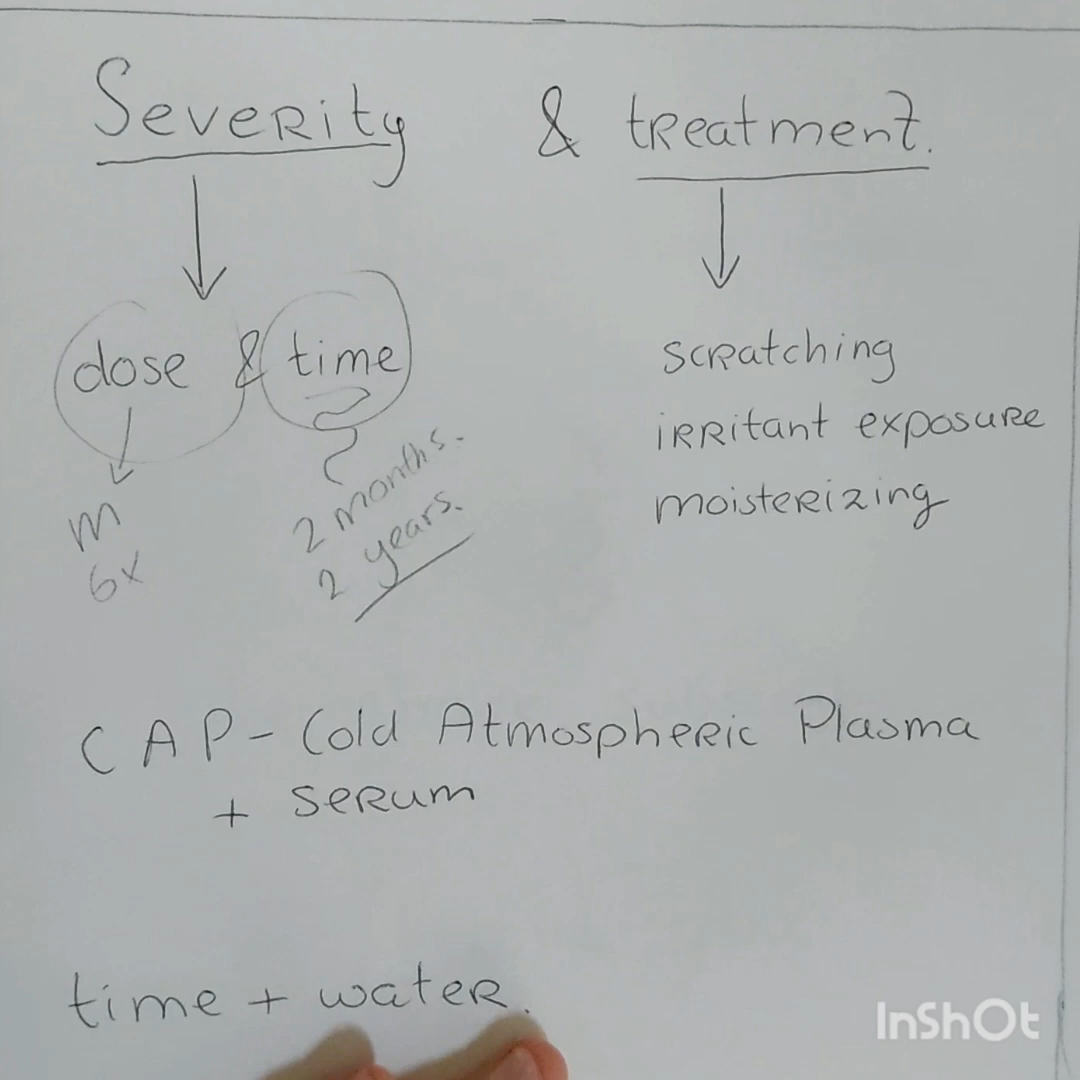 Severity & treatment.
dose & time
m
6x
2 months.
2 years.
scratching
irritant exposure
moisterizing
CAP - Cold Atmospheric Plasma
+ serum
time + water.
InShOt